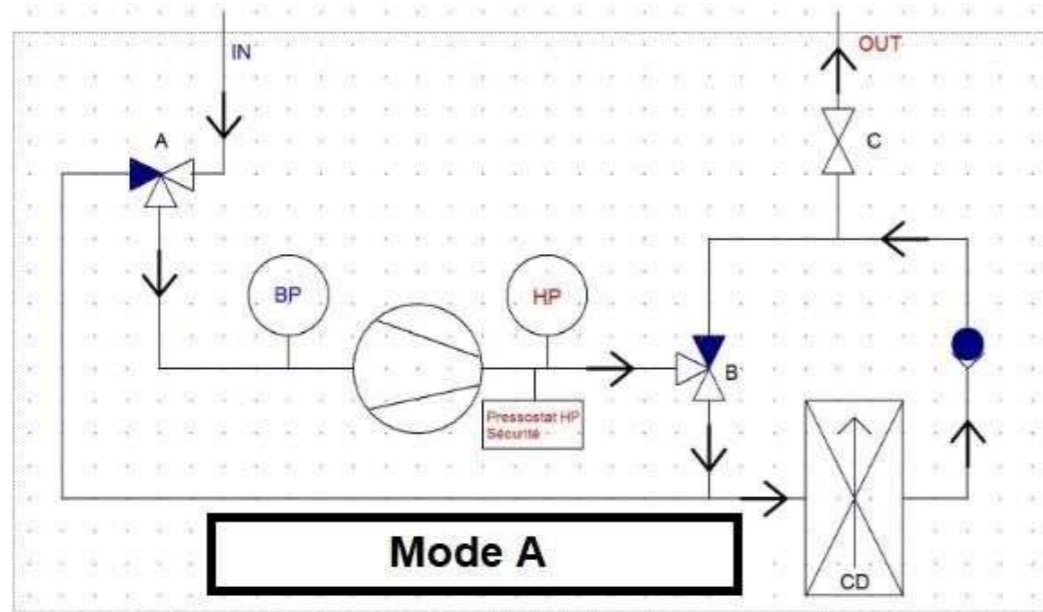 IN
OUT
A
C
BP
HP
B
Pressostat HP
Sécurité
Mode A
CD